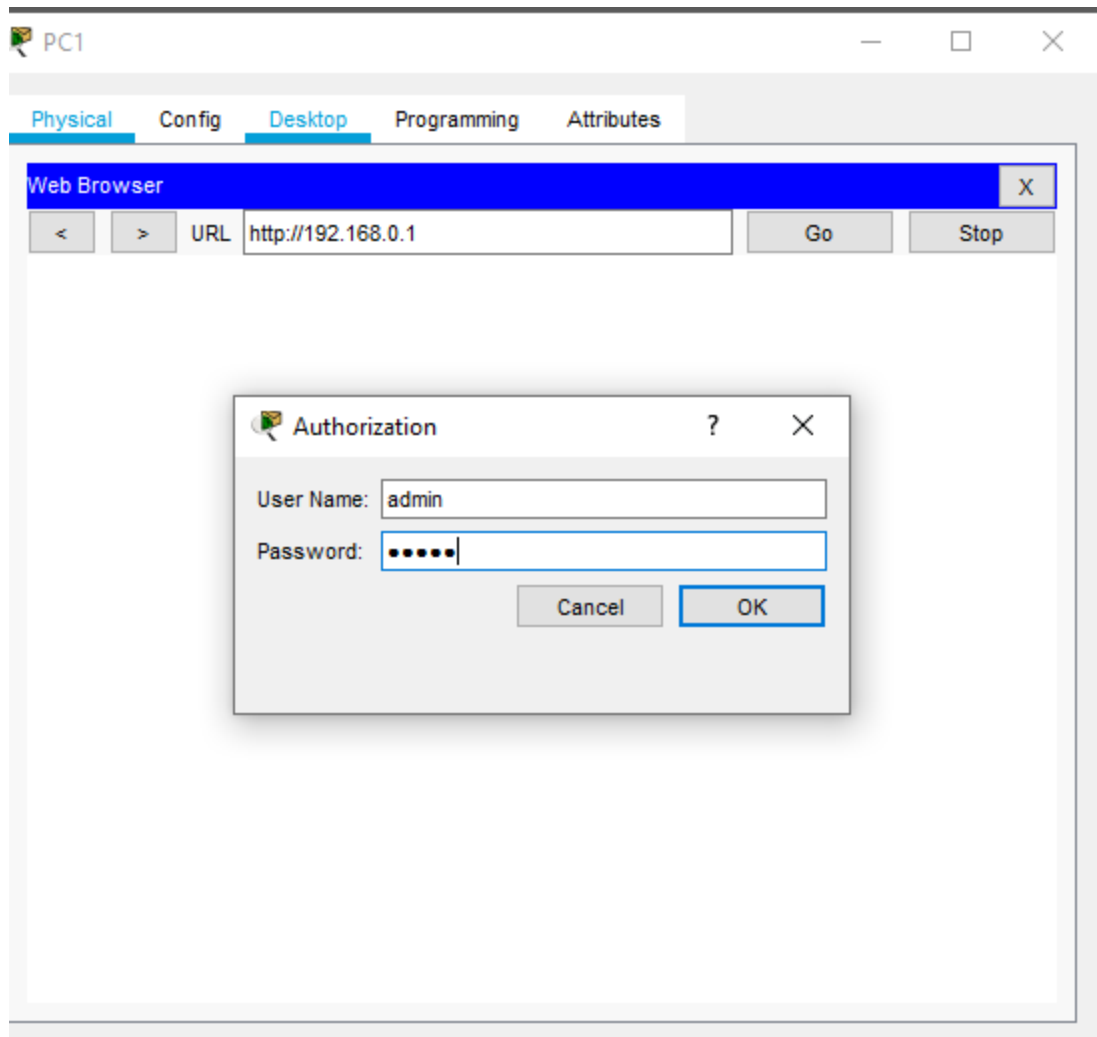 PC1
Physical Config Desktop Programming Attributes
Web Browser X
< > URL http://192.168.0.1 Go Stop
Authorization ?
User Name: admin
Password: •••••
Cancel OK